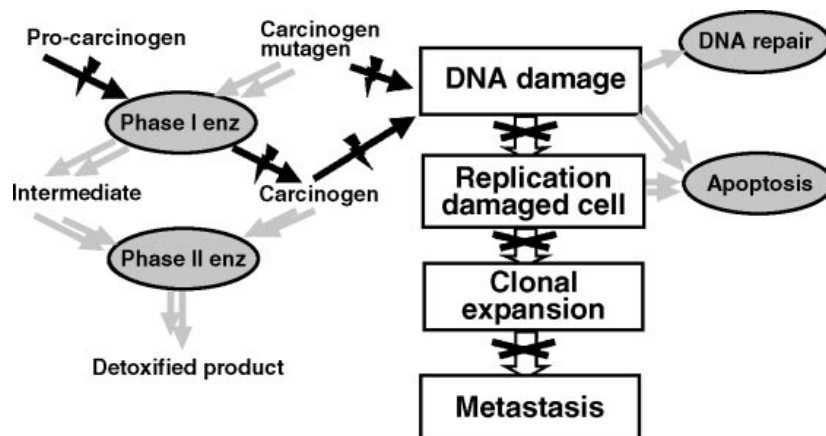 Pro-carcinogen
Carcinogen
mutagen
DNA repair
DNA damage
Phase I enz
Intermediate
Carcinogen
Replication
damaged cell
Apoptosis
Phase II enz
Clonal
expansion
Detoxified product
Metastasis